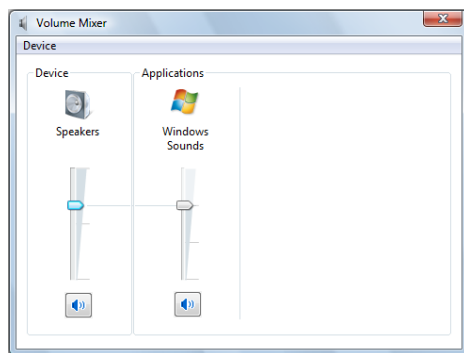 Volume Mixer
Device
Device
Applications
Speakers
Windows
Sounds